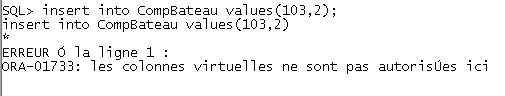 SQL> insert into CompBateau values(103,2);
insert into CompBateau values(103,2)
*
ERREUR Ó la ligne 1 :
ORA-01733: les colonnes virtuelles ne sont pas autorisÚes ici